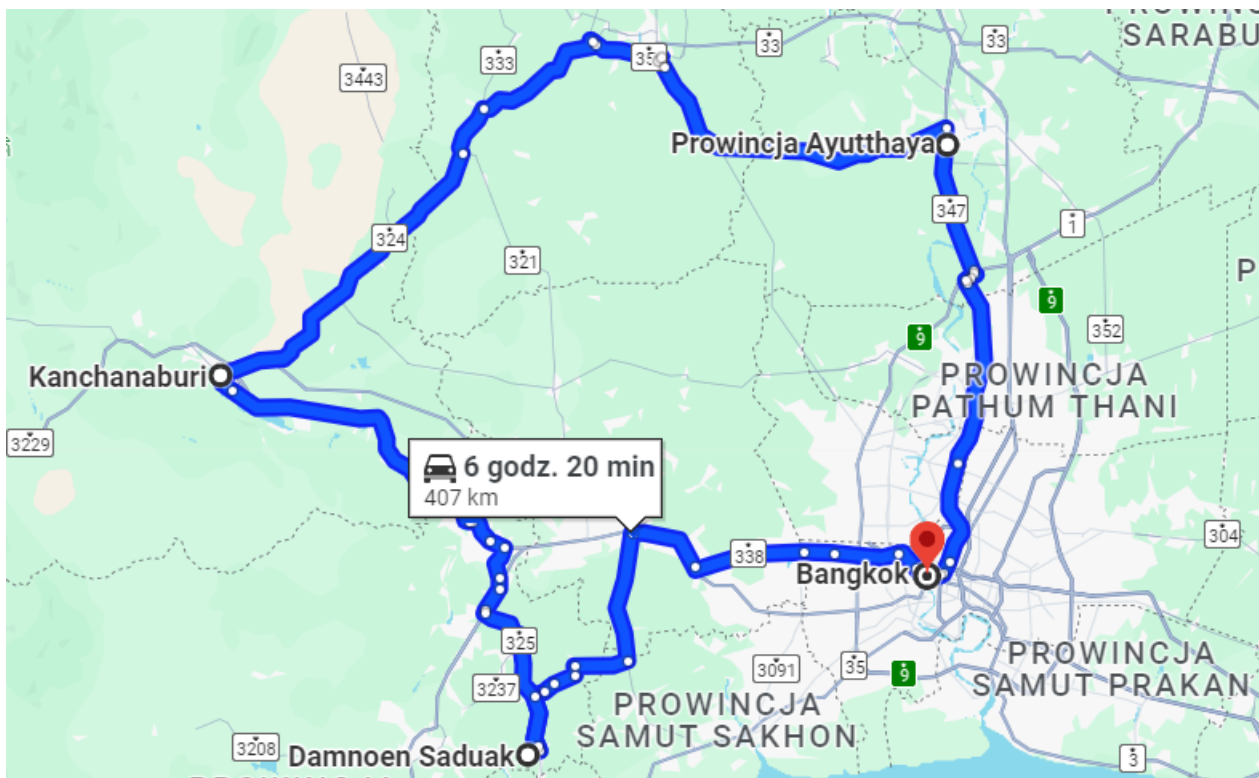 PROWINC
SARABU
33
33
333
35
3443
Prowincja Ayutthaya
347
1
324
321
9
9
352
P
PROWINCJA
PATHUM THANI
Kanchanaburi
3229
6 godz. 20 min
407 km
338
304
Bangkok
325
3237
3091
35
9
PROWINCJA
SAMUT PRAKAN
PROWINCJA
SAMUT SAKHON
3208
Damnoen Saduak
3